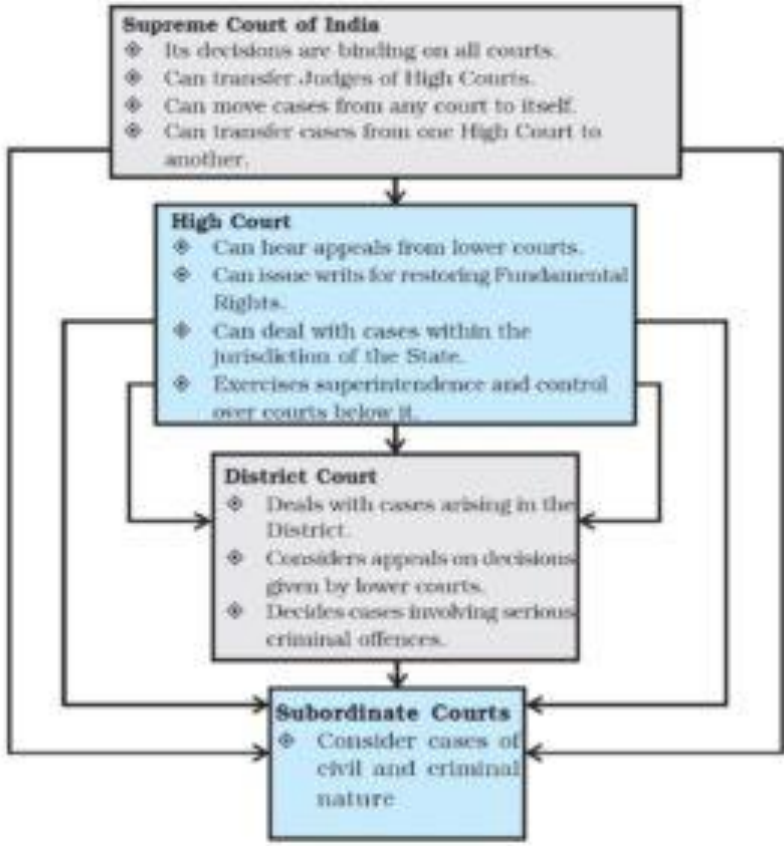 Supreme Court of India
◈ Its decisions are binding on all courts.
◈ Can transfer Judges of High Courts.
◈ Can move cases from any court to itself.
◈ Can transfer cases from one High Court to
another.
High Court
◈ Can hear appeals from lower courts.
◈ Can issue writs for restoring Fundamental
Rights.
◈ Can deal with cases within the
jurisdiction of the State.
◈ Exercises superintendence and control
over courts below it.
District Court
◈ Deals with cases arising in the
District.
◈ Considers appeals on decisions
given by lower courts.
◈ Decides cases involving serious
criminal offences.
Subordinate Courts
◈ Consider cases of
civil and criminal
nature